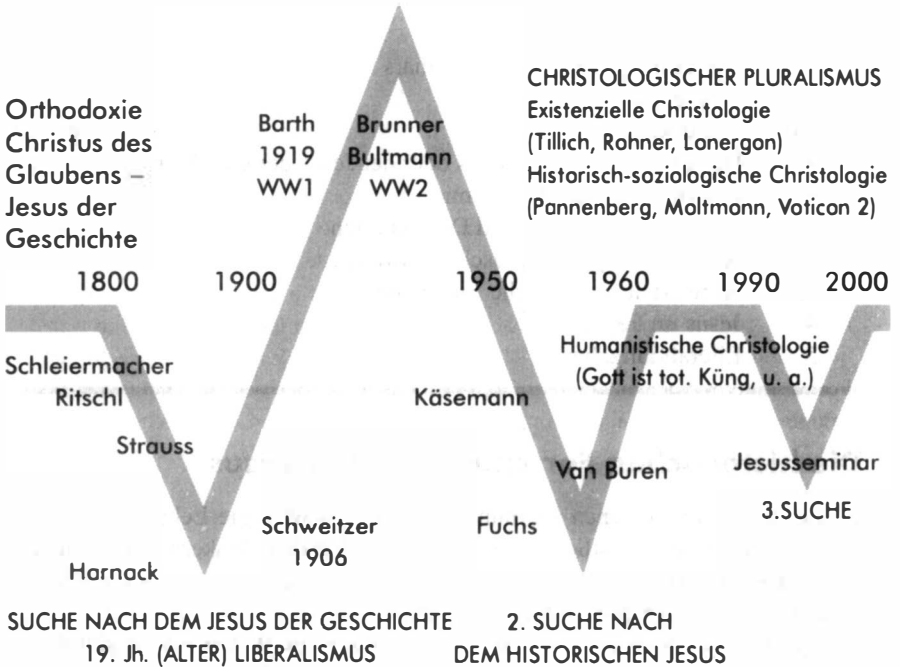 CHRISTOLOGISCHER PLURALISMUS
Existenzielle Christologie
(Tillich, Rohner, Lonergon)
Historisch-soziologische Christologie
(Pannenberg, Moltmonn, Voticon 2)
Orthodoxie
Christus des
Glaubens –
Jesus der
Geschichte
Barth
1919
WW1
Brunner
Bultmann
WW2
1800 1900 1950 1960 1990 2000
Schleiermacher
Ritschl
Strauss
Harnack
Schweitzer
1906
Käsemann
Fuchs
Van Buren
Humanistische Christologie
(Gott ist tot. Küng, u. a.)
Jesusseminar
3.SUCHE
SUCHE NACH DEM JESUS DER GESCHICHTE
19. Jh. (ALTER) LIBERALISMUS
2. SUCHE NACH
DEM HISTORISCHEN JESUS